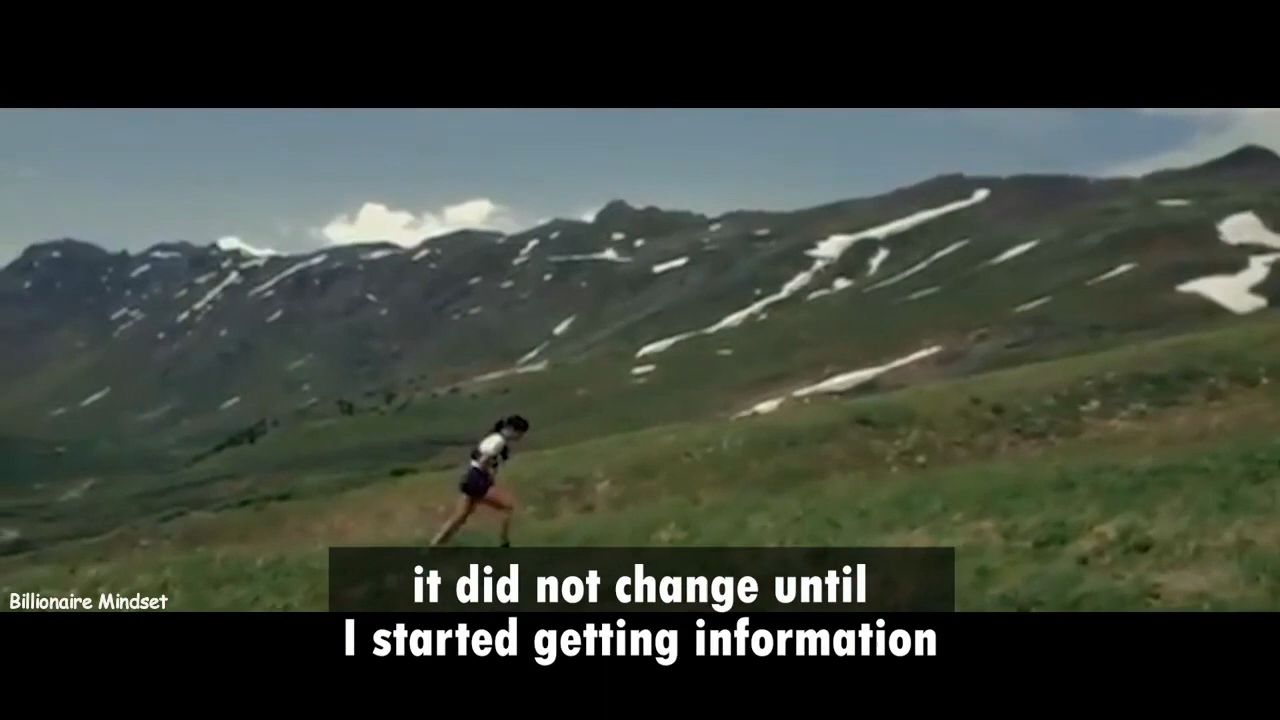 it did not change until
Billionaire Mindset
I started getting information